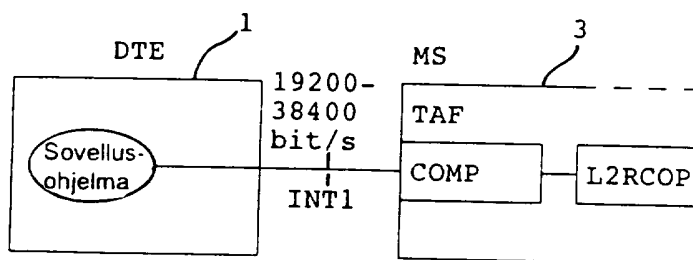 1
DTE
3
MS
19200-
38400
bit/s
TAF
Sovellus-
ohjelma
COMP
L2RCOP
INT1